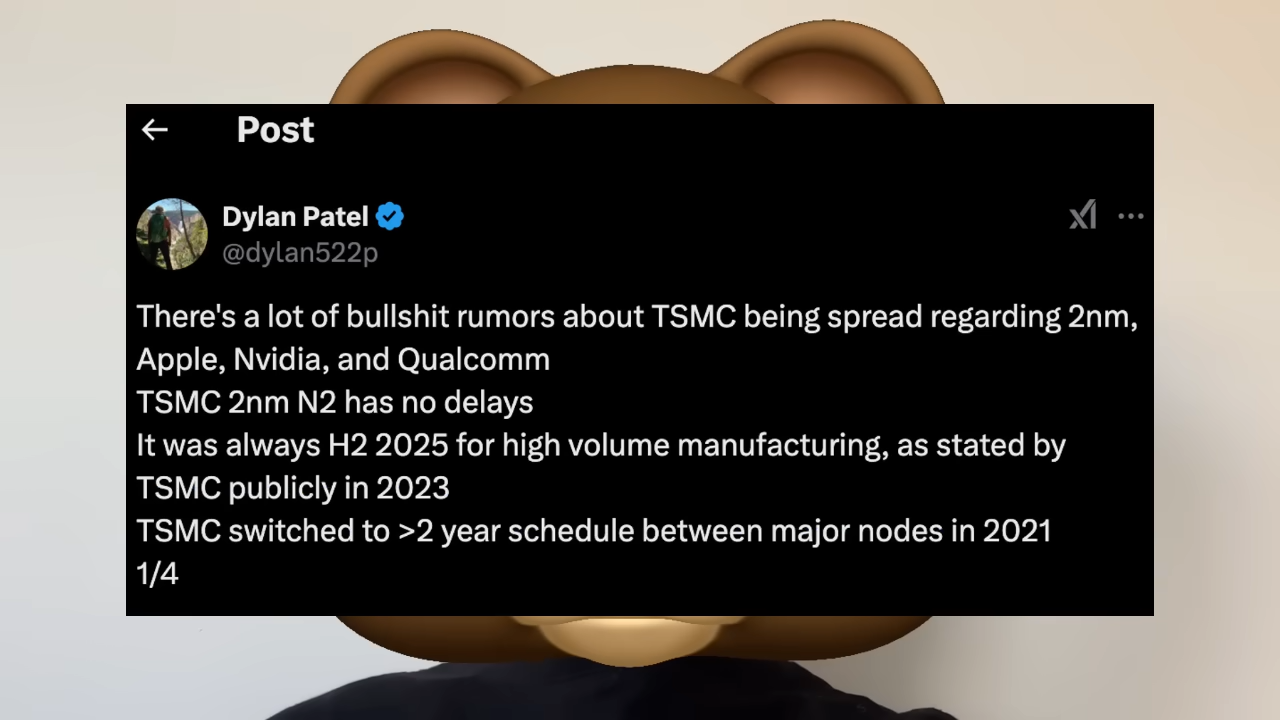 Post
Dylan Patel
@dylan522p
There's a lot of bullshit rumors about TSMC being spread regarding 2nm,
Apple, Nvidia, and Qualcomm
TSMC 2nm N2 has no delays
It was always H2 2025 for high volume manufacturing, as stated by
TSMC publicly in 2023
TSMC switched to >2 year schedule between major nodes in 2021
1/4